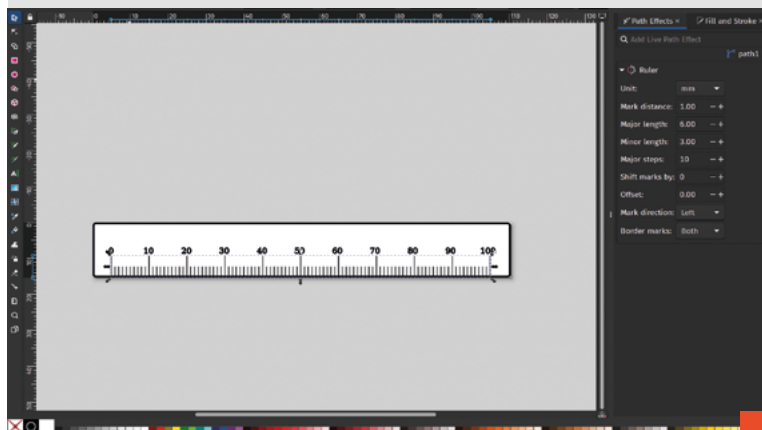 Path Effects ×
Fill and Stroke ×
Add Live Path Effect
path1
Ruler
Unit: mm
Mark distance: 1.00 − +
Major length: 6.00 − +
Minor length: 3.00 − +
Major steps: 10 − +
Shift marks by: 0 − +
Offset: 0.00 − +
Mark direction: Left
Border marks: Both
0 10 20 30 40 50 60 70 80 90 100